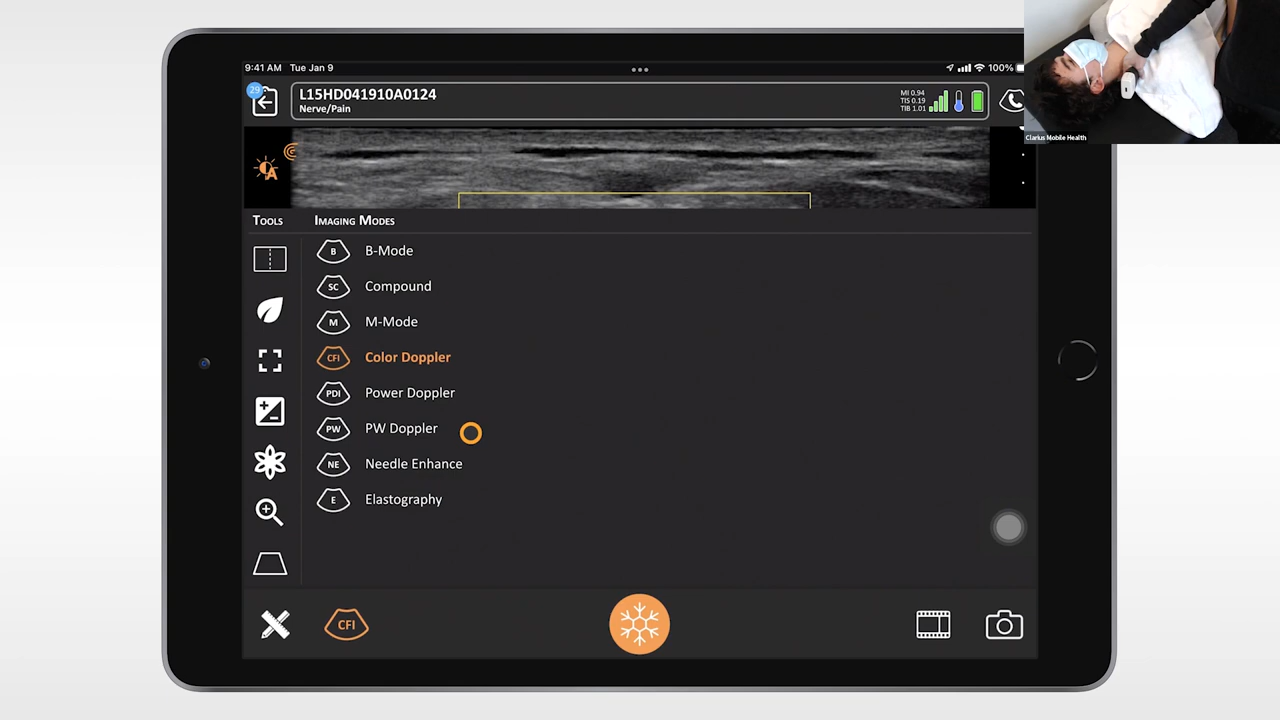 9:41 AM Tue Jan 9
100%
29
L15HD041910A0124
Nerve/Pain
MI 0.94
TIS 0.19
TIB 1.01
Clarius Mobile Health
A
TOOLS
IMAGING MODES
B B-Mode
SC Compound
M M-Mode
CFI Color Doppler
PDI Power Doppler
PW PW Doppler
NE Needle Enhance
E Elastography
CFI